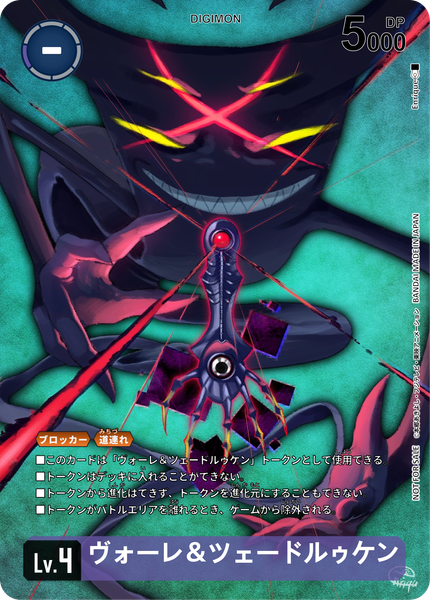 DIGIMON
5000
DP
Enrique◇■
ブロッカー 道連れ
みちづ
■このカードは「ヴォーレ&ツェードルゥケン」トークンとして使用できる
■トークンはデッキに入れることができない
■トークンから進化はできず、トークンを進化元にすることもできない
■トークンがバトルエリアを離れるとき、ゲームから除外される
NOT FOR SALE
BANDAI MADE IN JAPAN
Lv.4
ヴォーレ&ツェードルゥケン